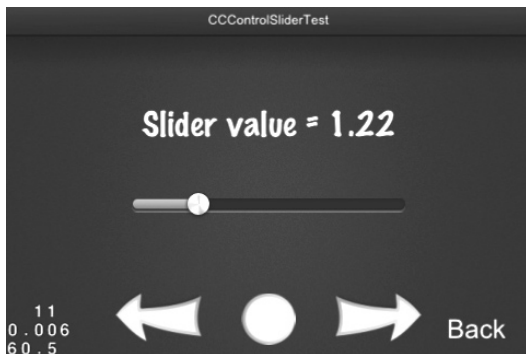 CCControlSliderTest
Slider value = 1.22
11
0.006
60.5
Back